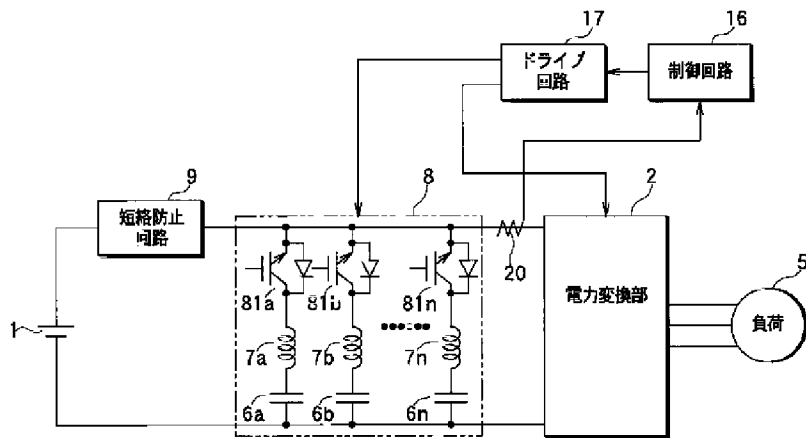 17
ドライブ
回路
16
制御回路
9
短絡防止
回路
8
2
20
電力変換部
5
負荷
81a
81b
81n
1
7a
7b
7n
6a
6b
6n